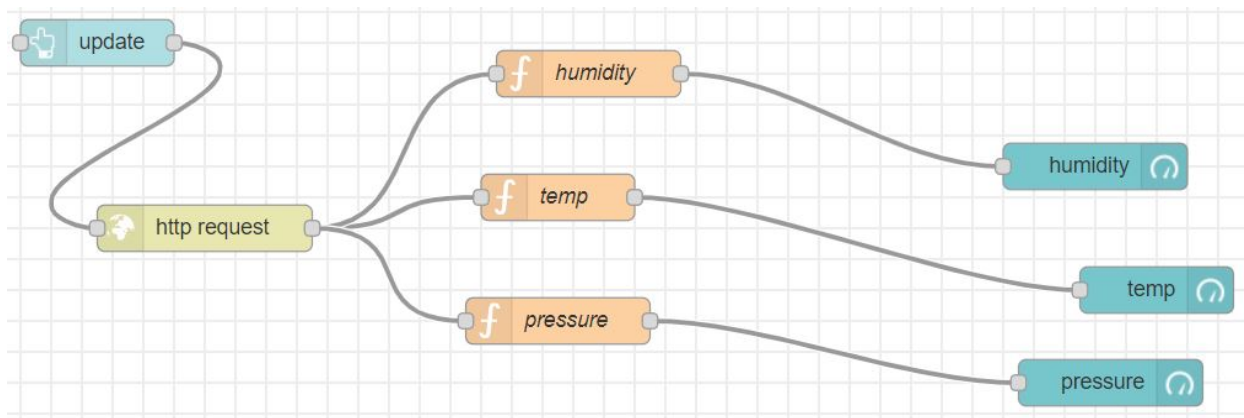 update
humidity
humidity
temp
http request
temp
pressure
pressure